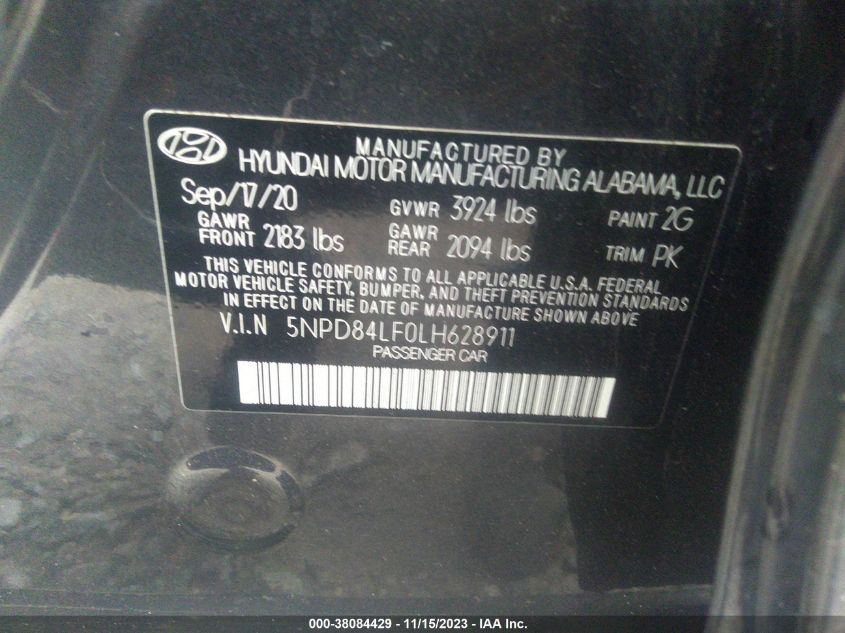 MANUFACTURED BY
HYUNDAI MOTOR MANUFACTURING ALABAMA, LLC
Sep/17/20 GVWR 3924 lbs PAINT 2G
GAWR FRONT 2183 lbs GAWR REAR 2094 lbs TRIM PK
THIS VEHICLE CONFORMS TO ALL APPLICABLE U.S.A. FEDERAL
MOTOR VEHICLE SAFETY, BUMPER, AND THEFT PREVENTION STANDARDS
IN EFFECT ON THE DATE OF MANUFACTURE SHOWN ABOVE
V.I.N 5NPD84LF0LH628911
PASSENGER CAR
000-38084429 - 11/15/2023 - IAA Inc.